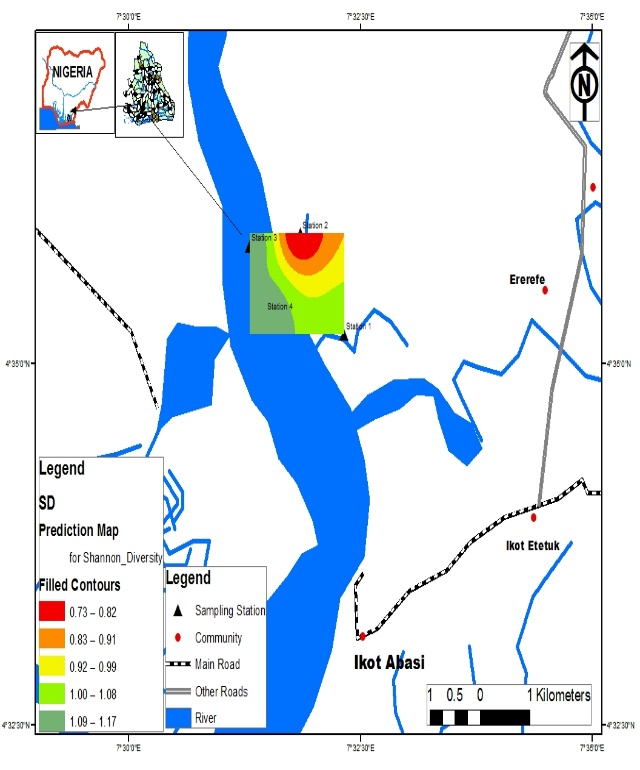 7°30'0"E 7°32'30"E 7°35'0"E
NIGERIA
N
Station 2
Station 3
Ererefe
Station 4
Station 1
4°35'0"N 4°35'0"N
Legend
SD
Prediction Map
for Shannon_Diversity
Filled Contours
0.73 – 0.82
0.83 – 0.91
0.92 – 0.99
1.00 – 1.08
1.09 – 1.17
Legend
Sampling Station
Community
Main Road
Other Roads
River
Ikot Etetuk
Ikot Abasi
1 0.5 0 1 Kilometers
4°32'30"N 4°32'30"N
7°30'0"E 7°32'30"E 7°35'0"E